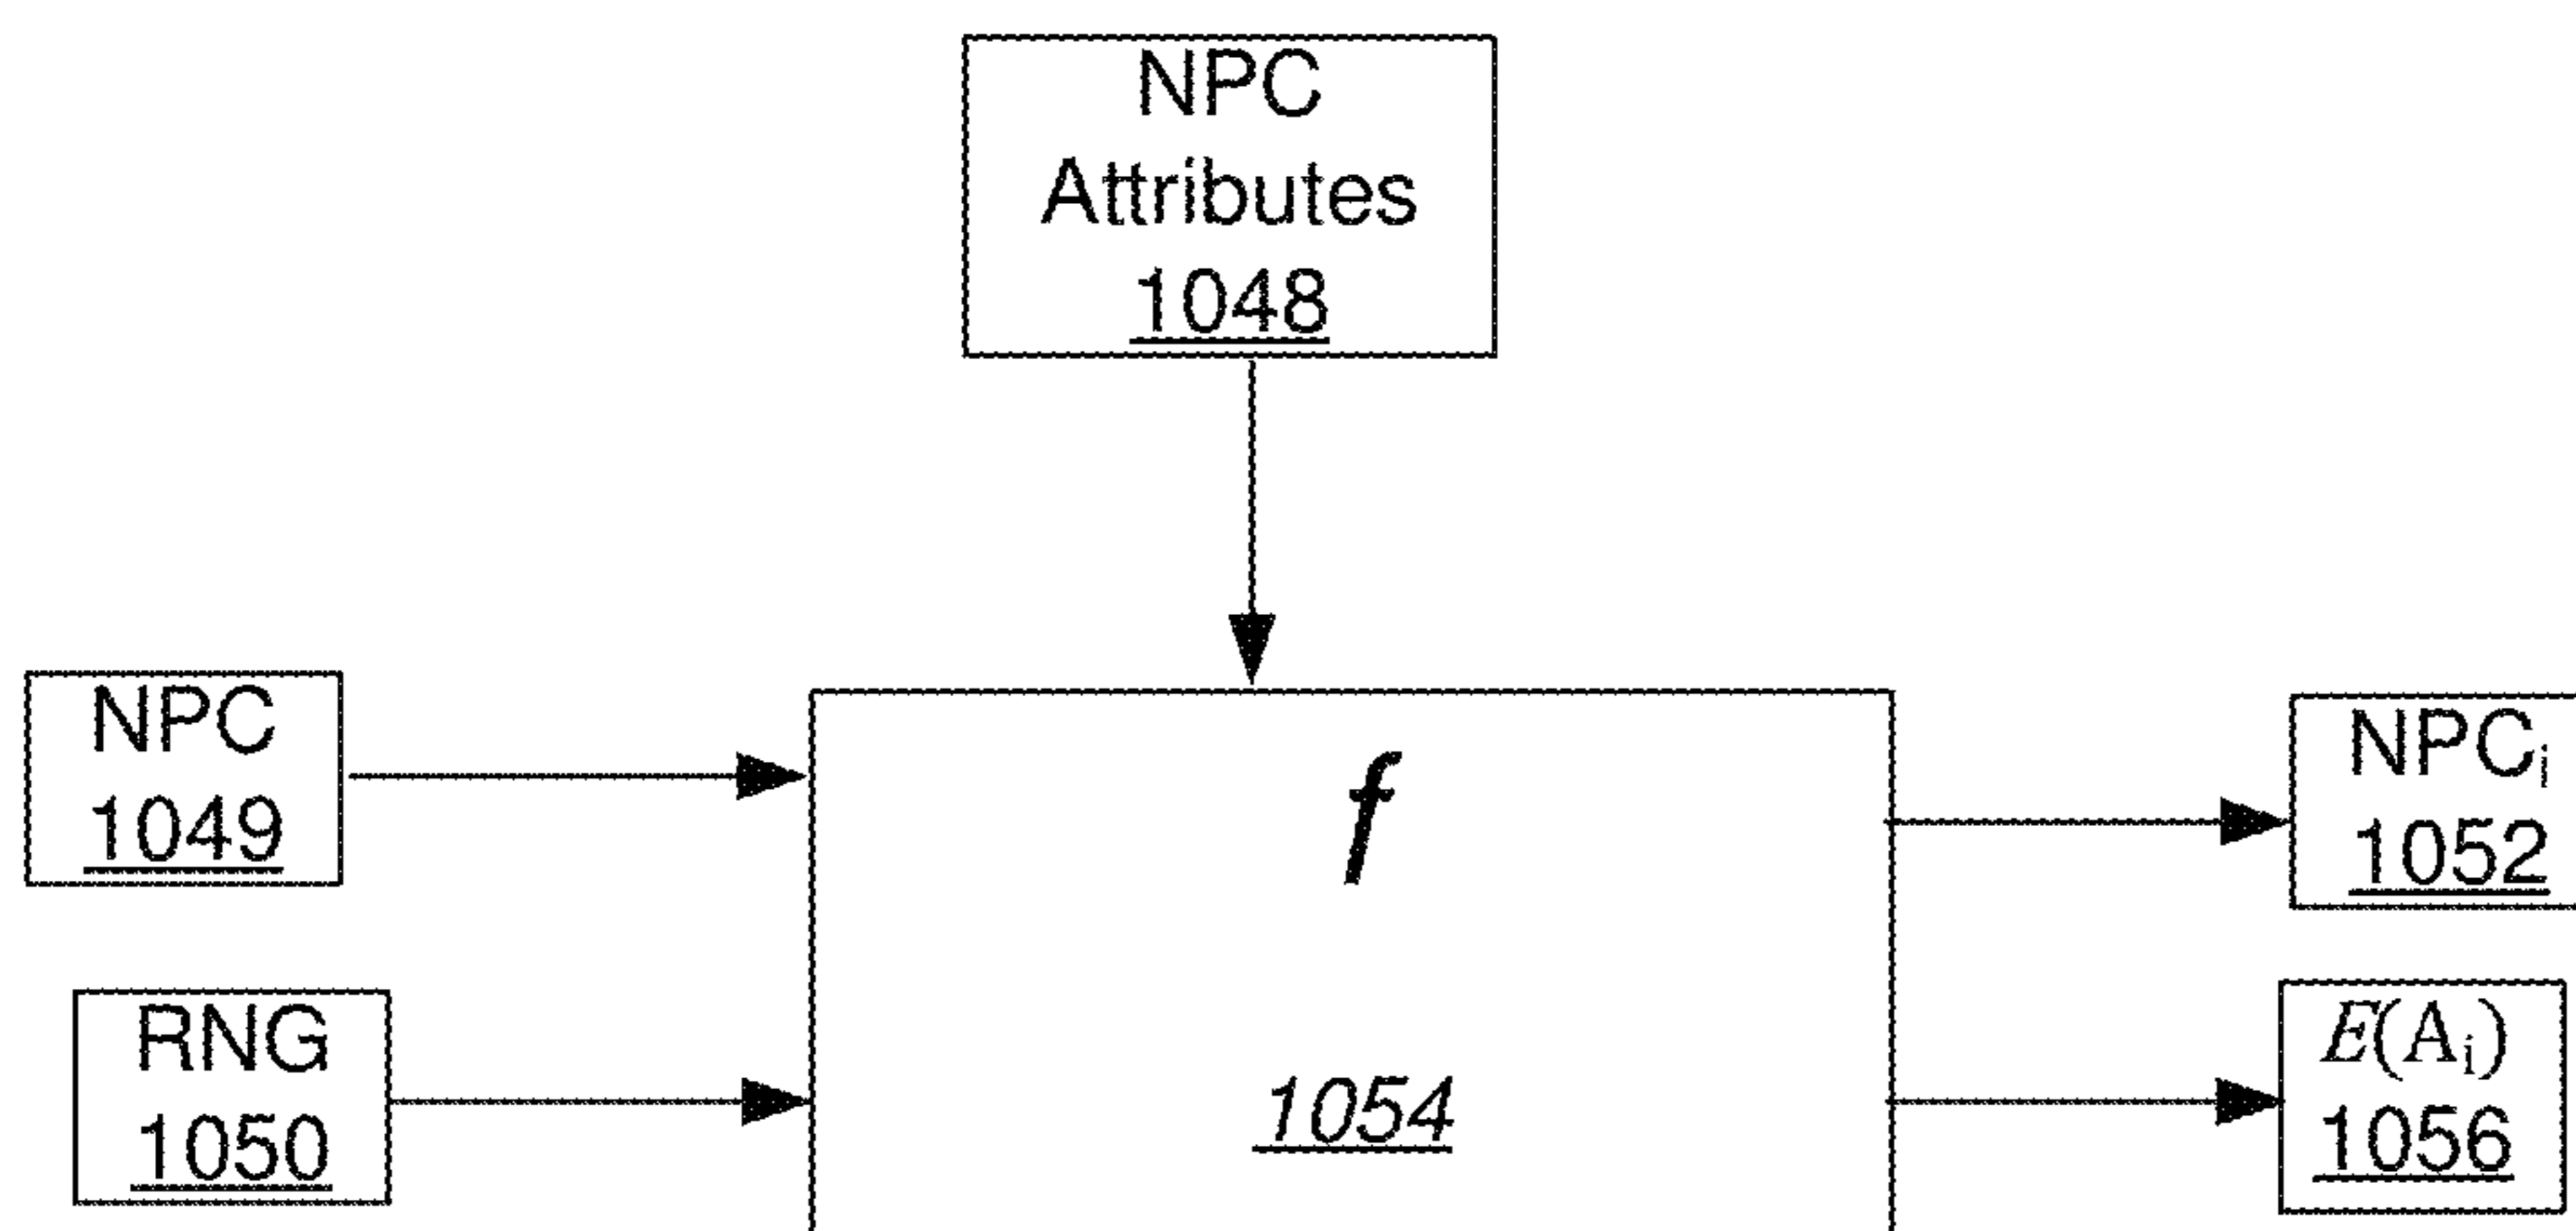 NPC
Attributes
1048
NPC
1049
f
NPCi
1052
RNG
1050
1054
E(Ai)
1056